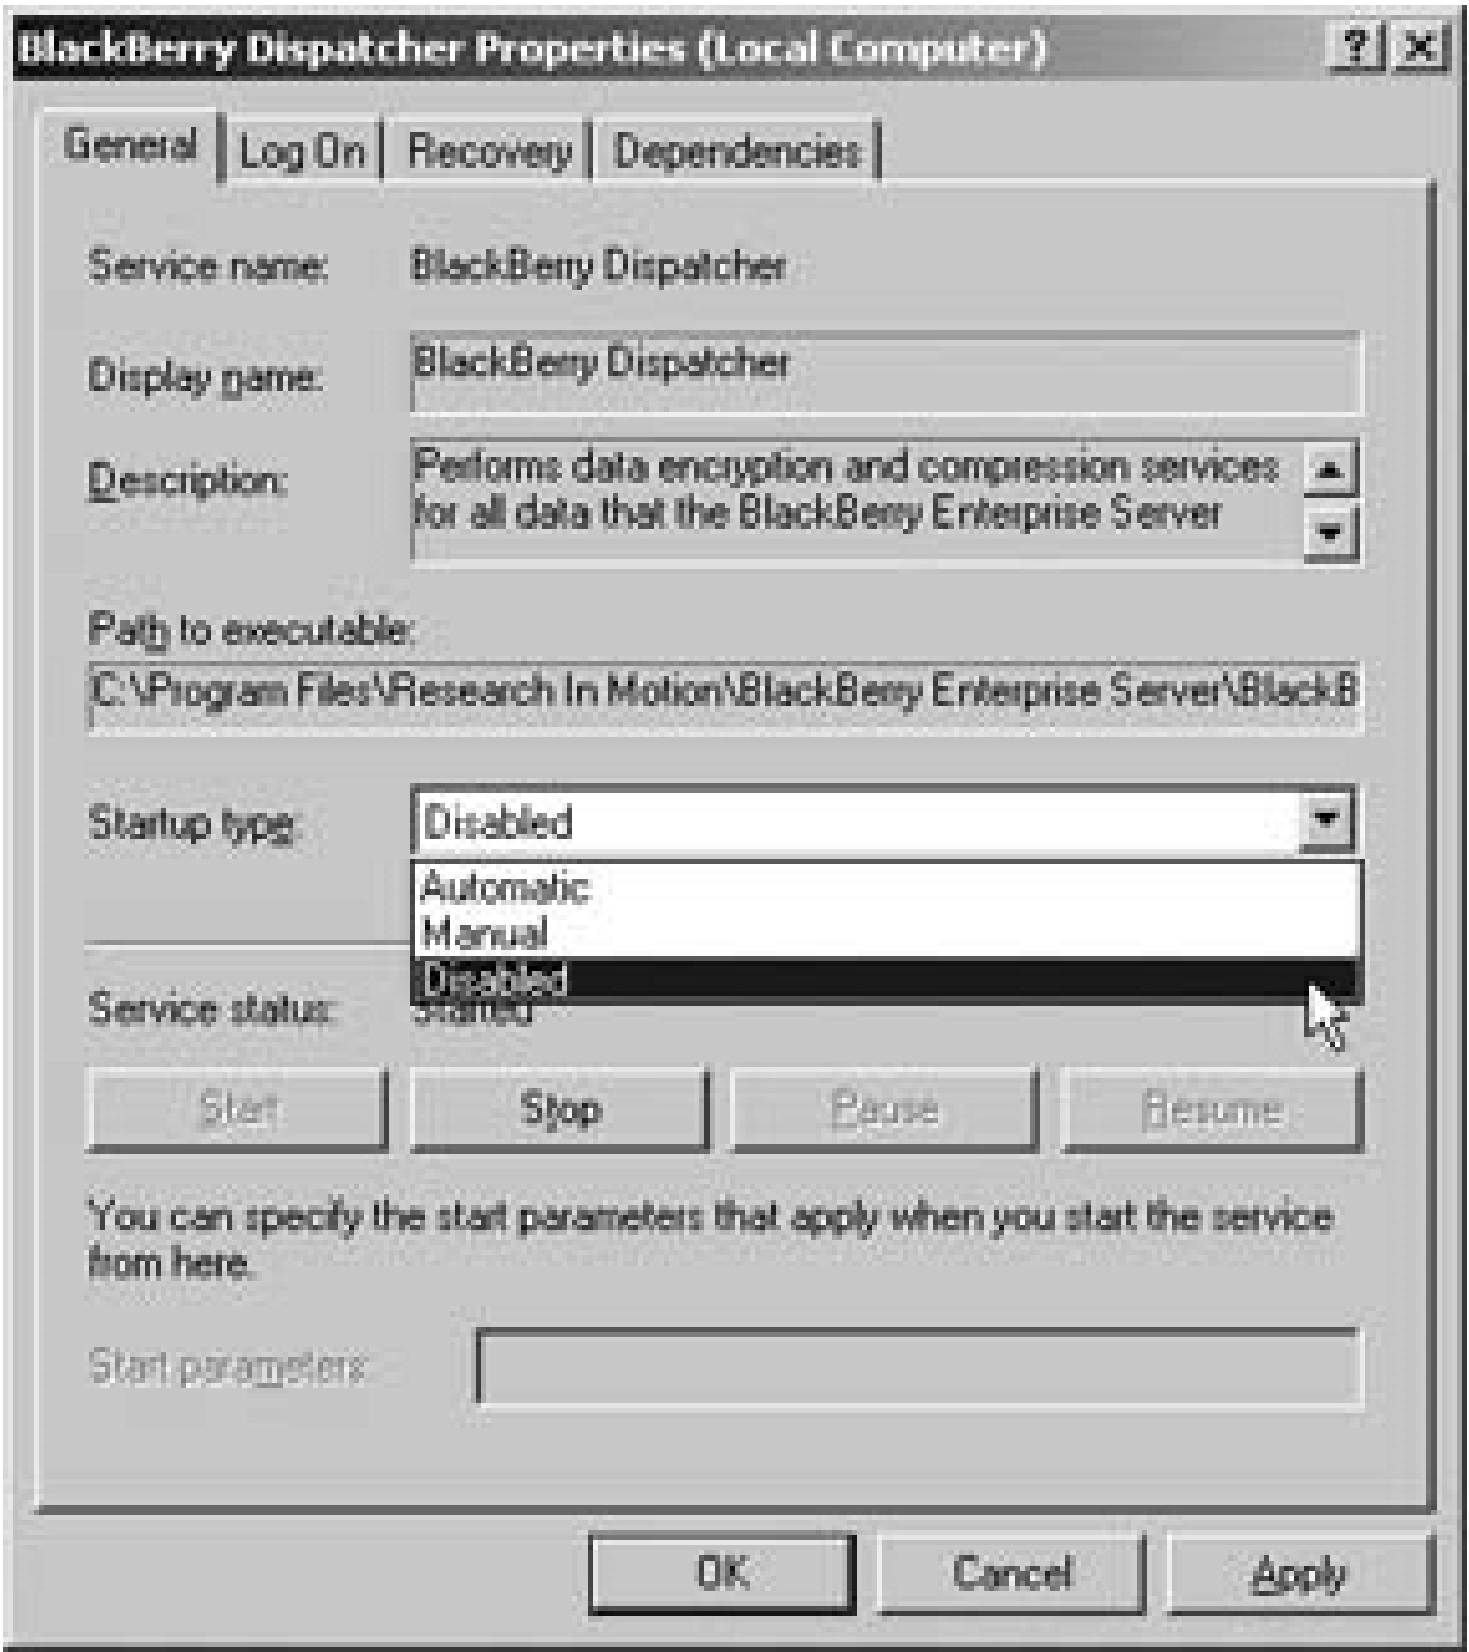 BlackBerry Dispatcher Properties (Local Computer)
General Log On Recovery Dependencies
Service name: BlackBerry Dispatcher
Display name: BlackBerry Dispatcher
Description: Performs data encryption and compression services
for all data that the BlackBerry Enterprise Server
Path to executable:
C:\Program Files\Research In Motion\BlackBerry Enterprise Server\BlackB
Startup type: Disabled
Automatic
Manual
Disabled
Service status: Started
Start Stop Pause Resume
You can specify the start parameters that apply when you start the service
from here.
Start parameters:
OK Cancel Apply